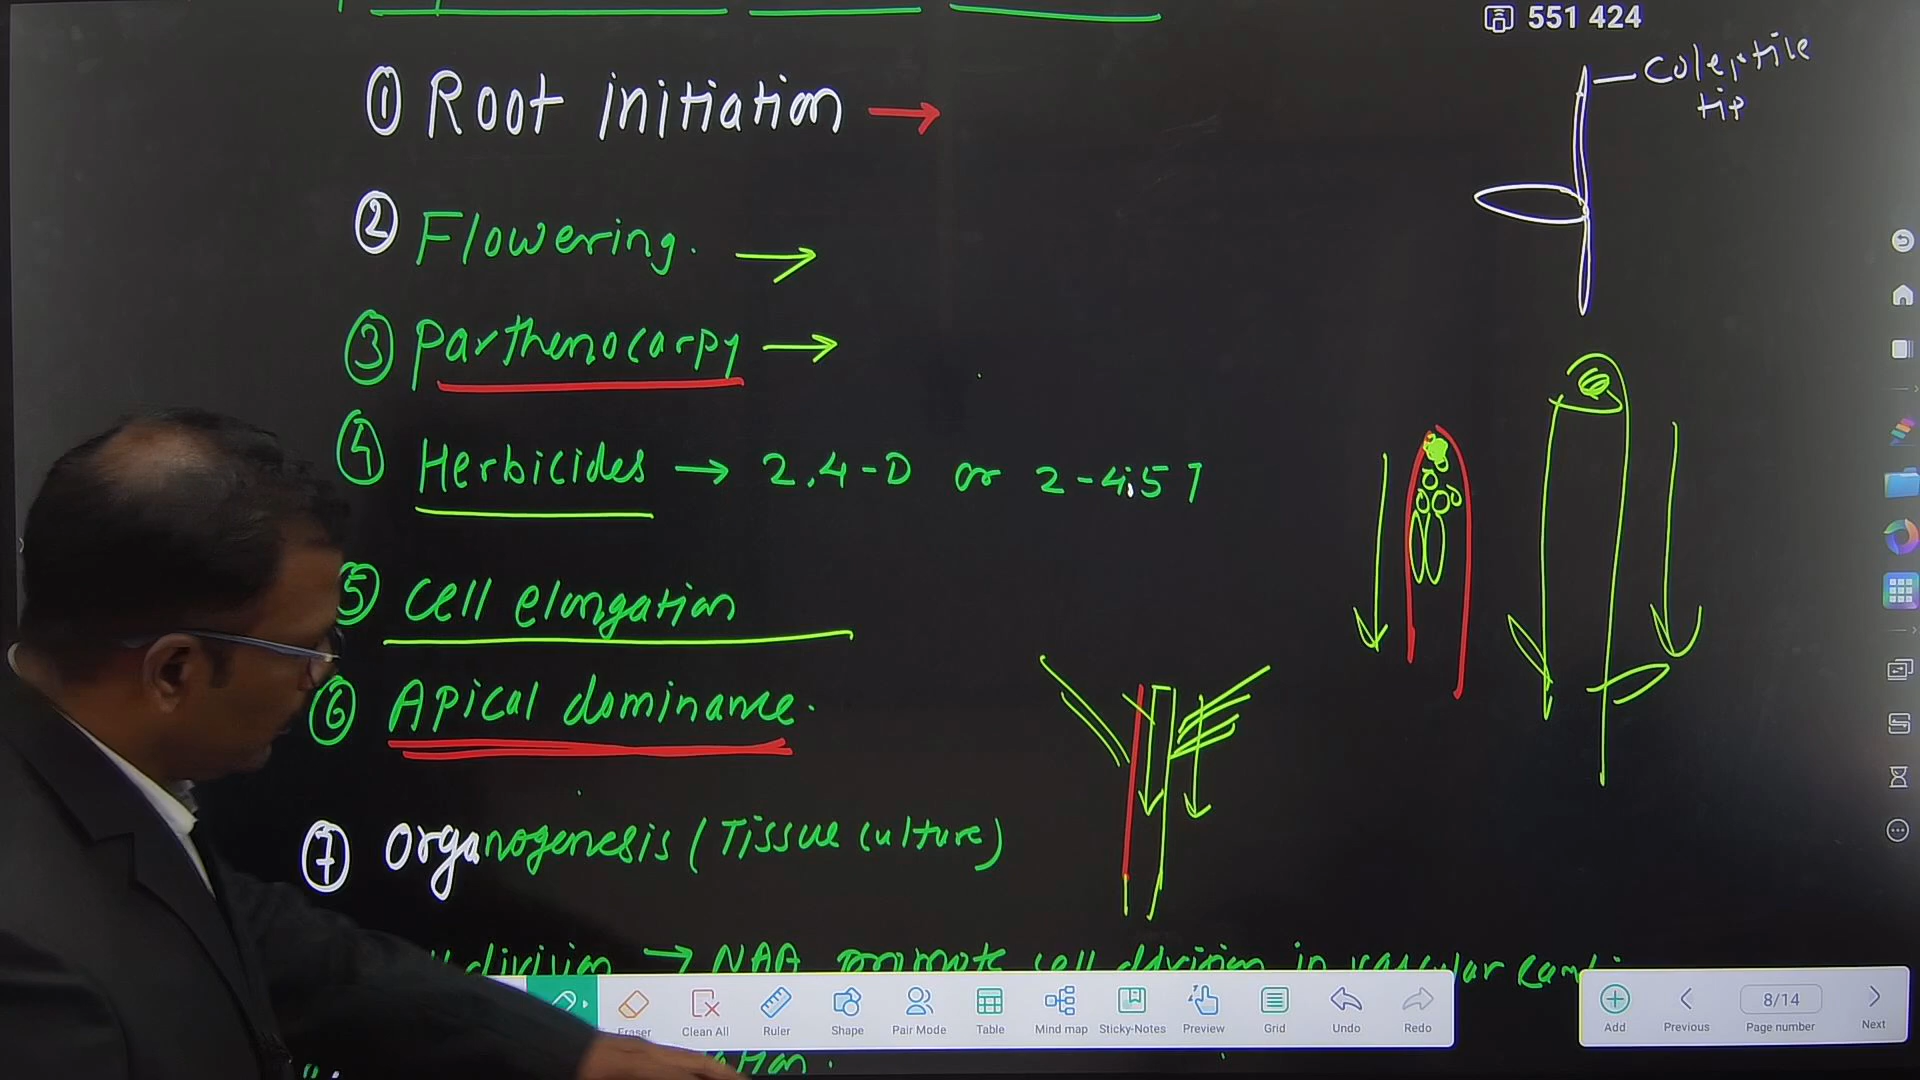 551 424
Coleptile
tip
① Root initiation →
② Flowering. →
③ Parthenocarpy →
④ Herbicides → 2,4-D or 2-4,5 T
⑤ Cell elongation
⑥ Apical dominance.
⑦ Organogenesis (Tissue culture)
division → NAA promote cell division in vascular
Eraser Clean All Ruler Shape Pair Mode Table Mind map Sticky-Notes Preview Grid Undo Redo
Add Previous 8/14 Page number Next